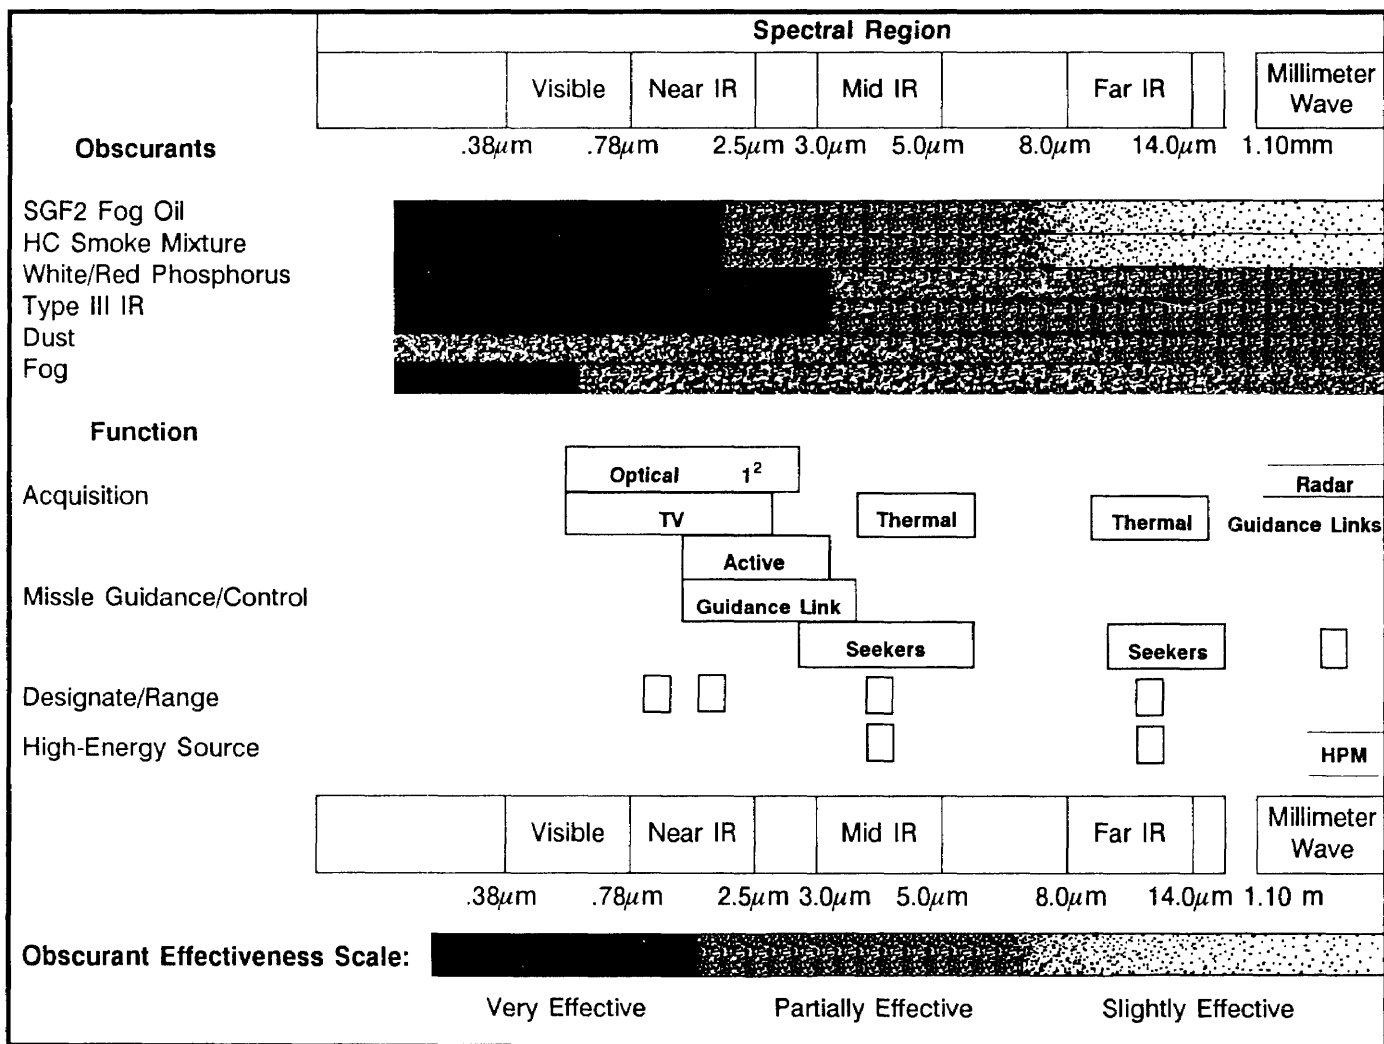 Spectral Region
Visible Near IR Mid IR Far IR Millimeter Wave
Obscurants .38μm .78μm 2.5μm 3.0μm 5.0μm 8.0μm 14.0μm 1.10mm
SGF2 Fog Oil
HC Smoke Mixture
White/Red Phosphorus
Type III IR
Dust
Fog
Function
Optical 1²
Acquisition Radar
TV Thermal Thermal Guidance Links
Active
Missle Guidance/Control Guidance Link
Seekers Seekers
Designate/Range
High-Energy Source HPM
Visible Near IR Mid IR Far IR Millimeter Wave
.38μm .78μm 2.5μm 3.0μm 5.0μm 8.0μm 14.0μm 1.10 m
Obscurant Effectiveness Scale:
Very Effective Partially Effective Slightly Effective